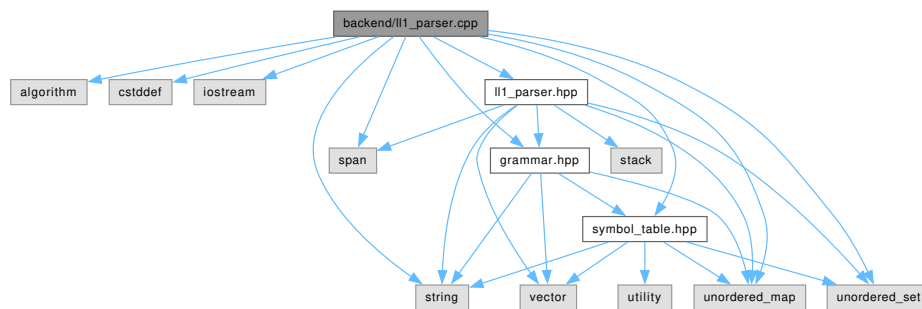 backend/ll1_parser.cpp
algorithm
cstddef
iostream
ll1_parser.hpp
span
grammar.hpp
stack
symbol_table.hpp
string
vector
utility
unordered_map
unordered_set